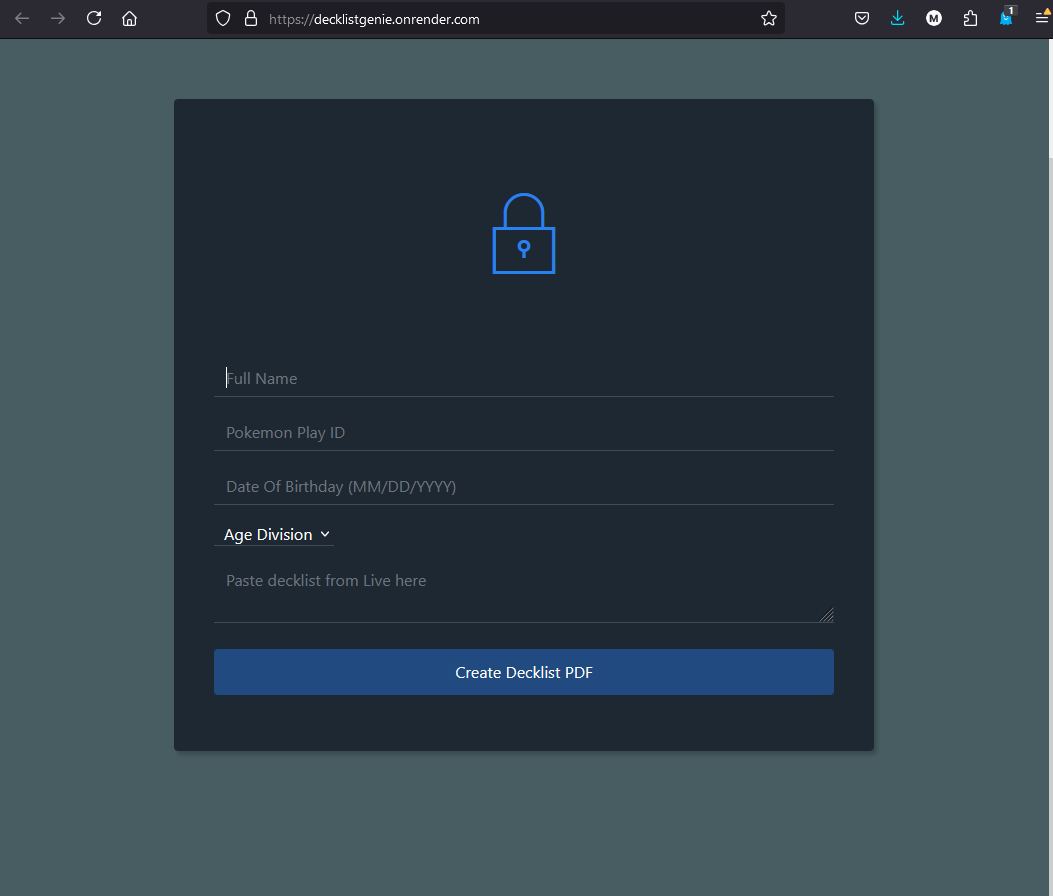 https://decklistgenie.onrender.com
M
1
Full Name
Pokemon Play ID
Date Of Birthday (MM/DD/YYYY)
Age Division
Paste decklist from Live here
Create Decklist PDF